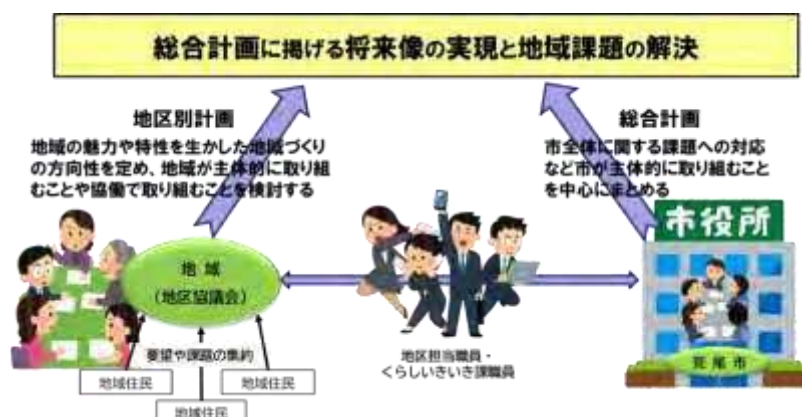 総合計画に掲げる将来像の実現と地域課題の解決
地区別計画
地域の魅力や特性を生かした地域づくり
の方向性を定め、地域が主体的に取り組
むことや協働で取り組むことを検討する
総合計画
市全体に関する課題への対応
など市が主体的に取り組むこと
を中心にまとめる
市役所
地域
(地区協議会)
要望や課題の集約
地域住民
地域住民
地域住民
地区担当職員・
くらしいきいき課職員
荒尾市